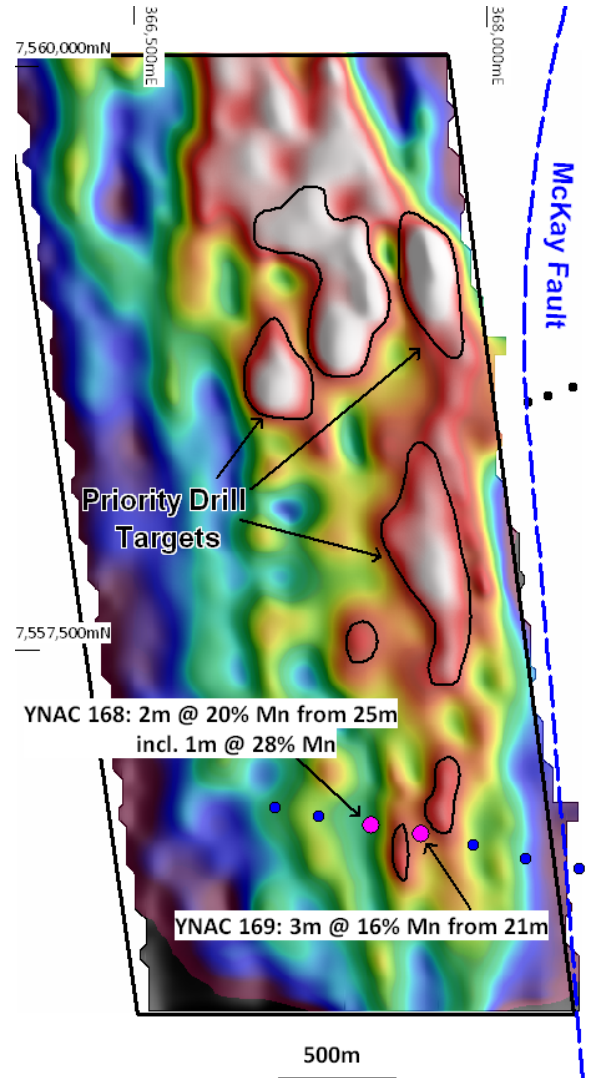 366,500mE
368,000mE
7,560,000mN
McKay Fault
Priority Drill
Targets
7,557,500mN
YNAC 168: 2m @ 20% Mn from 25m
incl. 1m @ 28% Mn
YNAC 169: 3m @ 16% Mn from 21m
500m